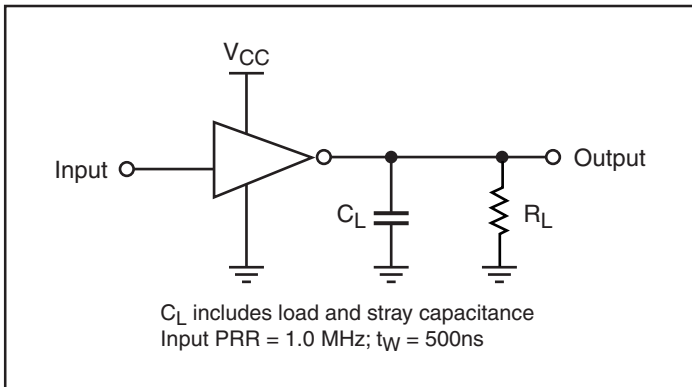 VCC
Input
Output
CL
RL
CL includes load and stray capacitance
Input PRR = 1.0 MHz; tW = 500ns